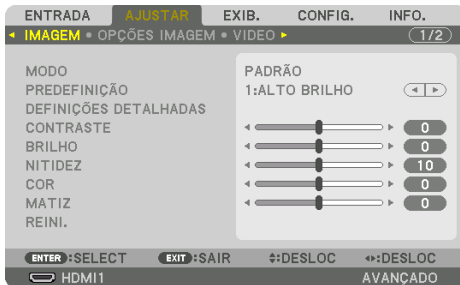 ENTRADA AJUSTAR EXIB. CONFIG. INFO.
IMAGEM • OPÇÕES IMAGEM • VIDEO 1/2
MODO PADRÃO
PREDEFINIÇÃO 1:ALTO BRILHO
DEFINIÇÕES DETALHADAS
CONTRASTE 0
BRILHO 0
NITIDEZ 10
COR 0
MATIZ 0
REINI.
ENTER :SELECT EXIT :SAIR :DESLOC :DESLOC
HDMI1 AVANÇADO